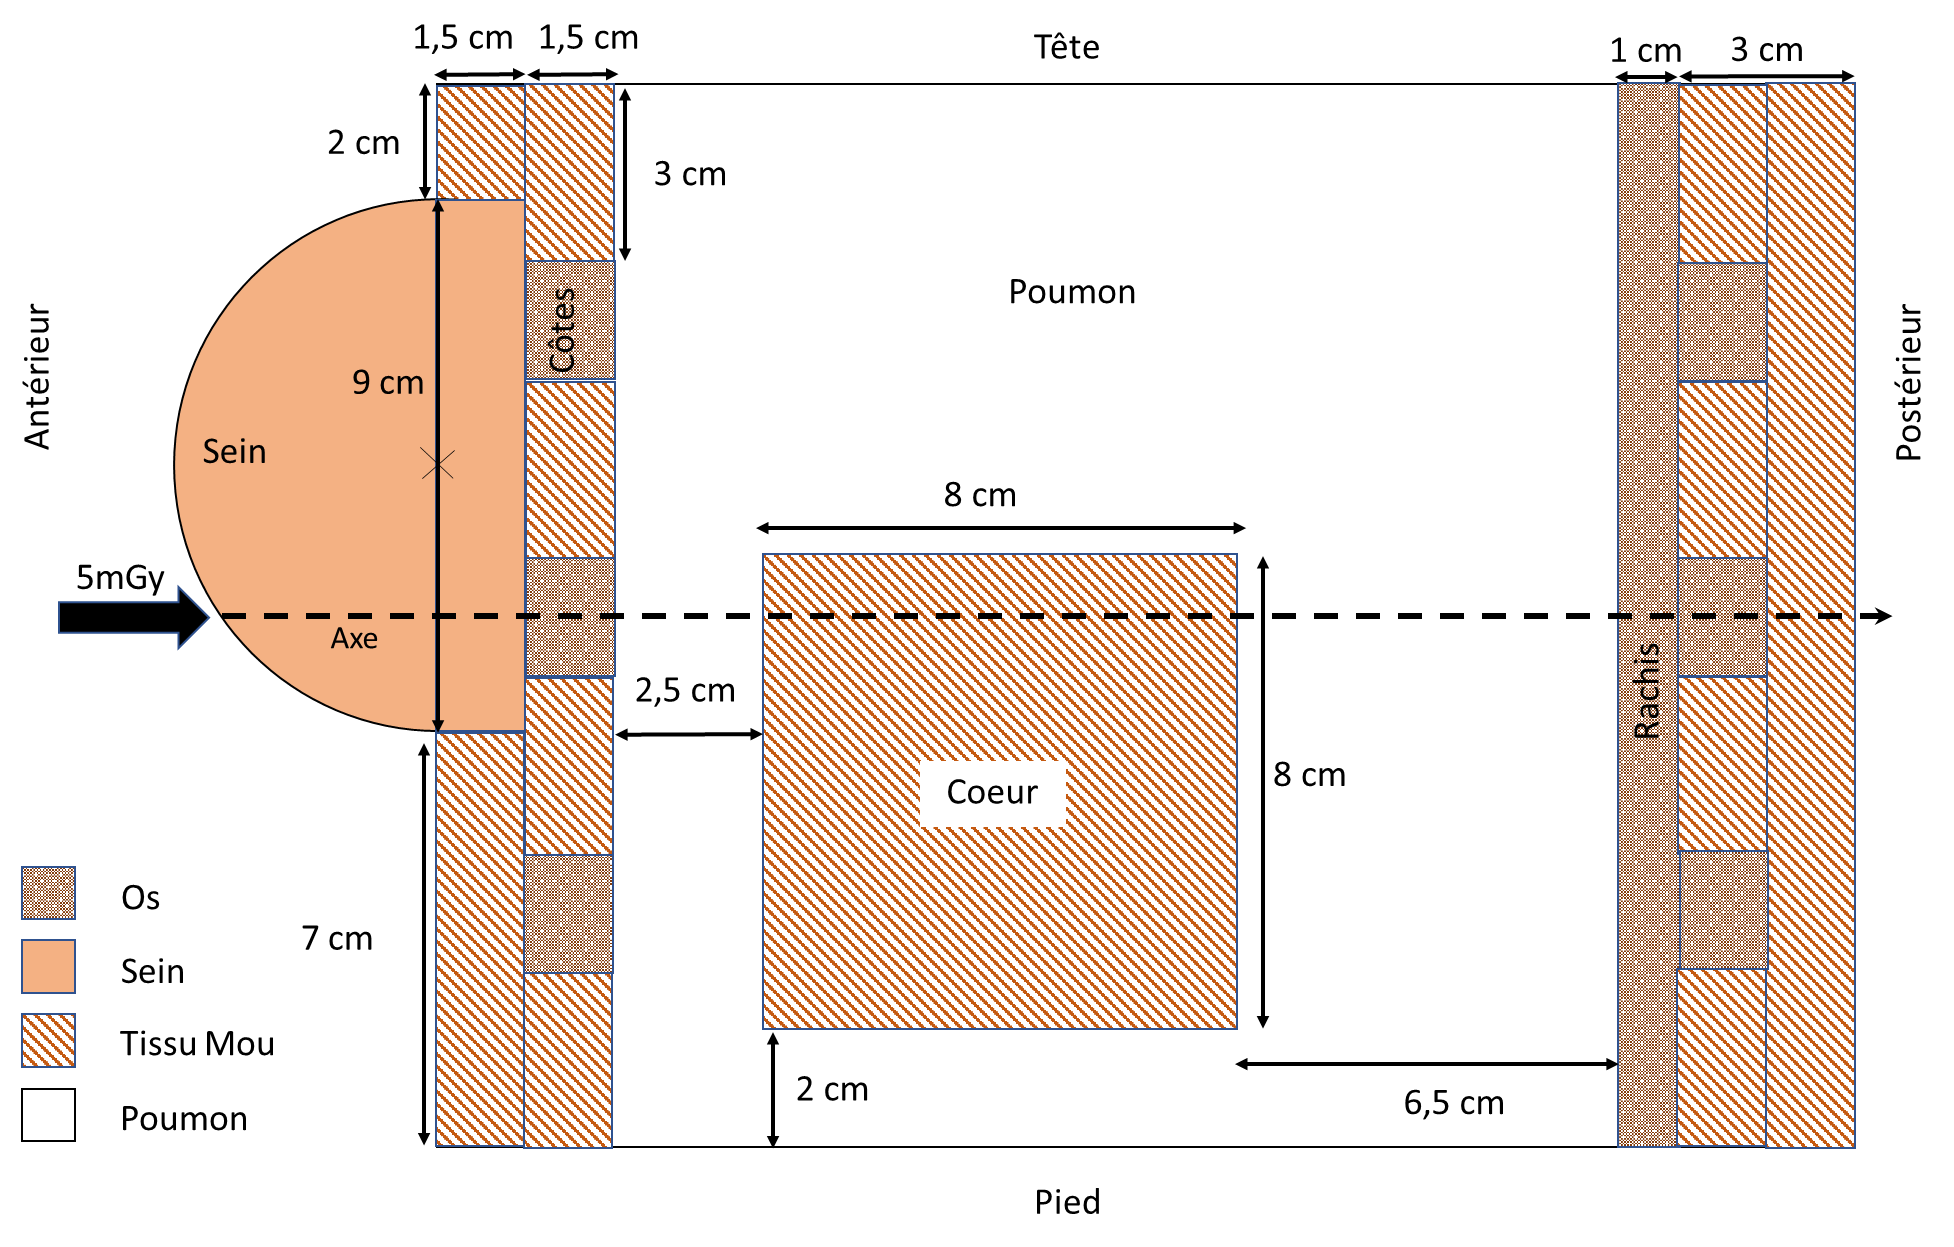 1,5 cm
1,5 cm
Tête
1 cm
3 cm
2 cm
3 cm
Poumon
Antérieur
Côtes
Postérieur
9 cm
Sein
8 cm
5mGy
Axe
2,5 cm
Rachis
Coeur
8 cm
Os
7 cm
Sein
Tissu Mou
2 cm
6,5 cm
Poumon
Pied